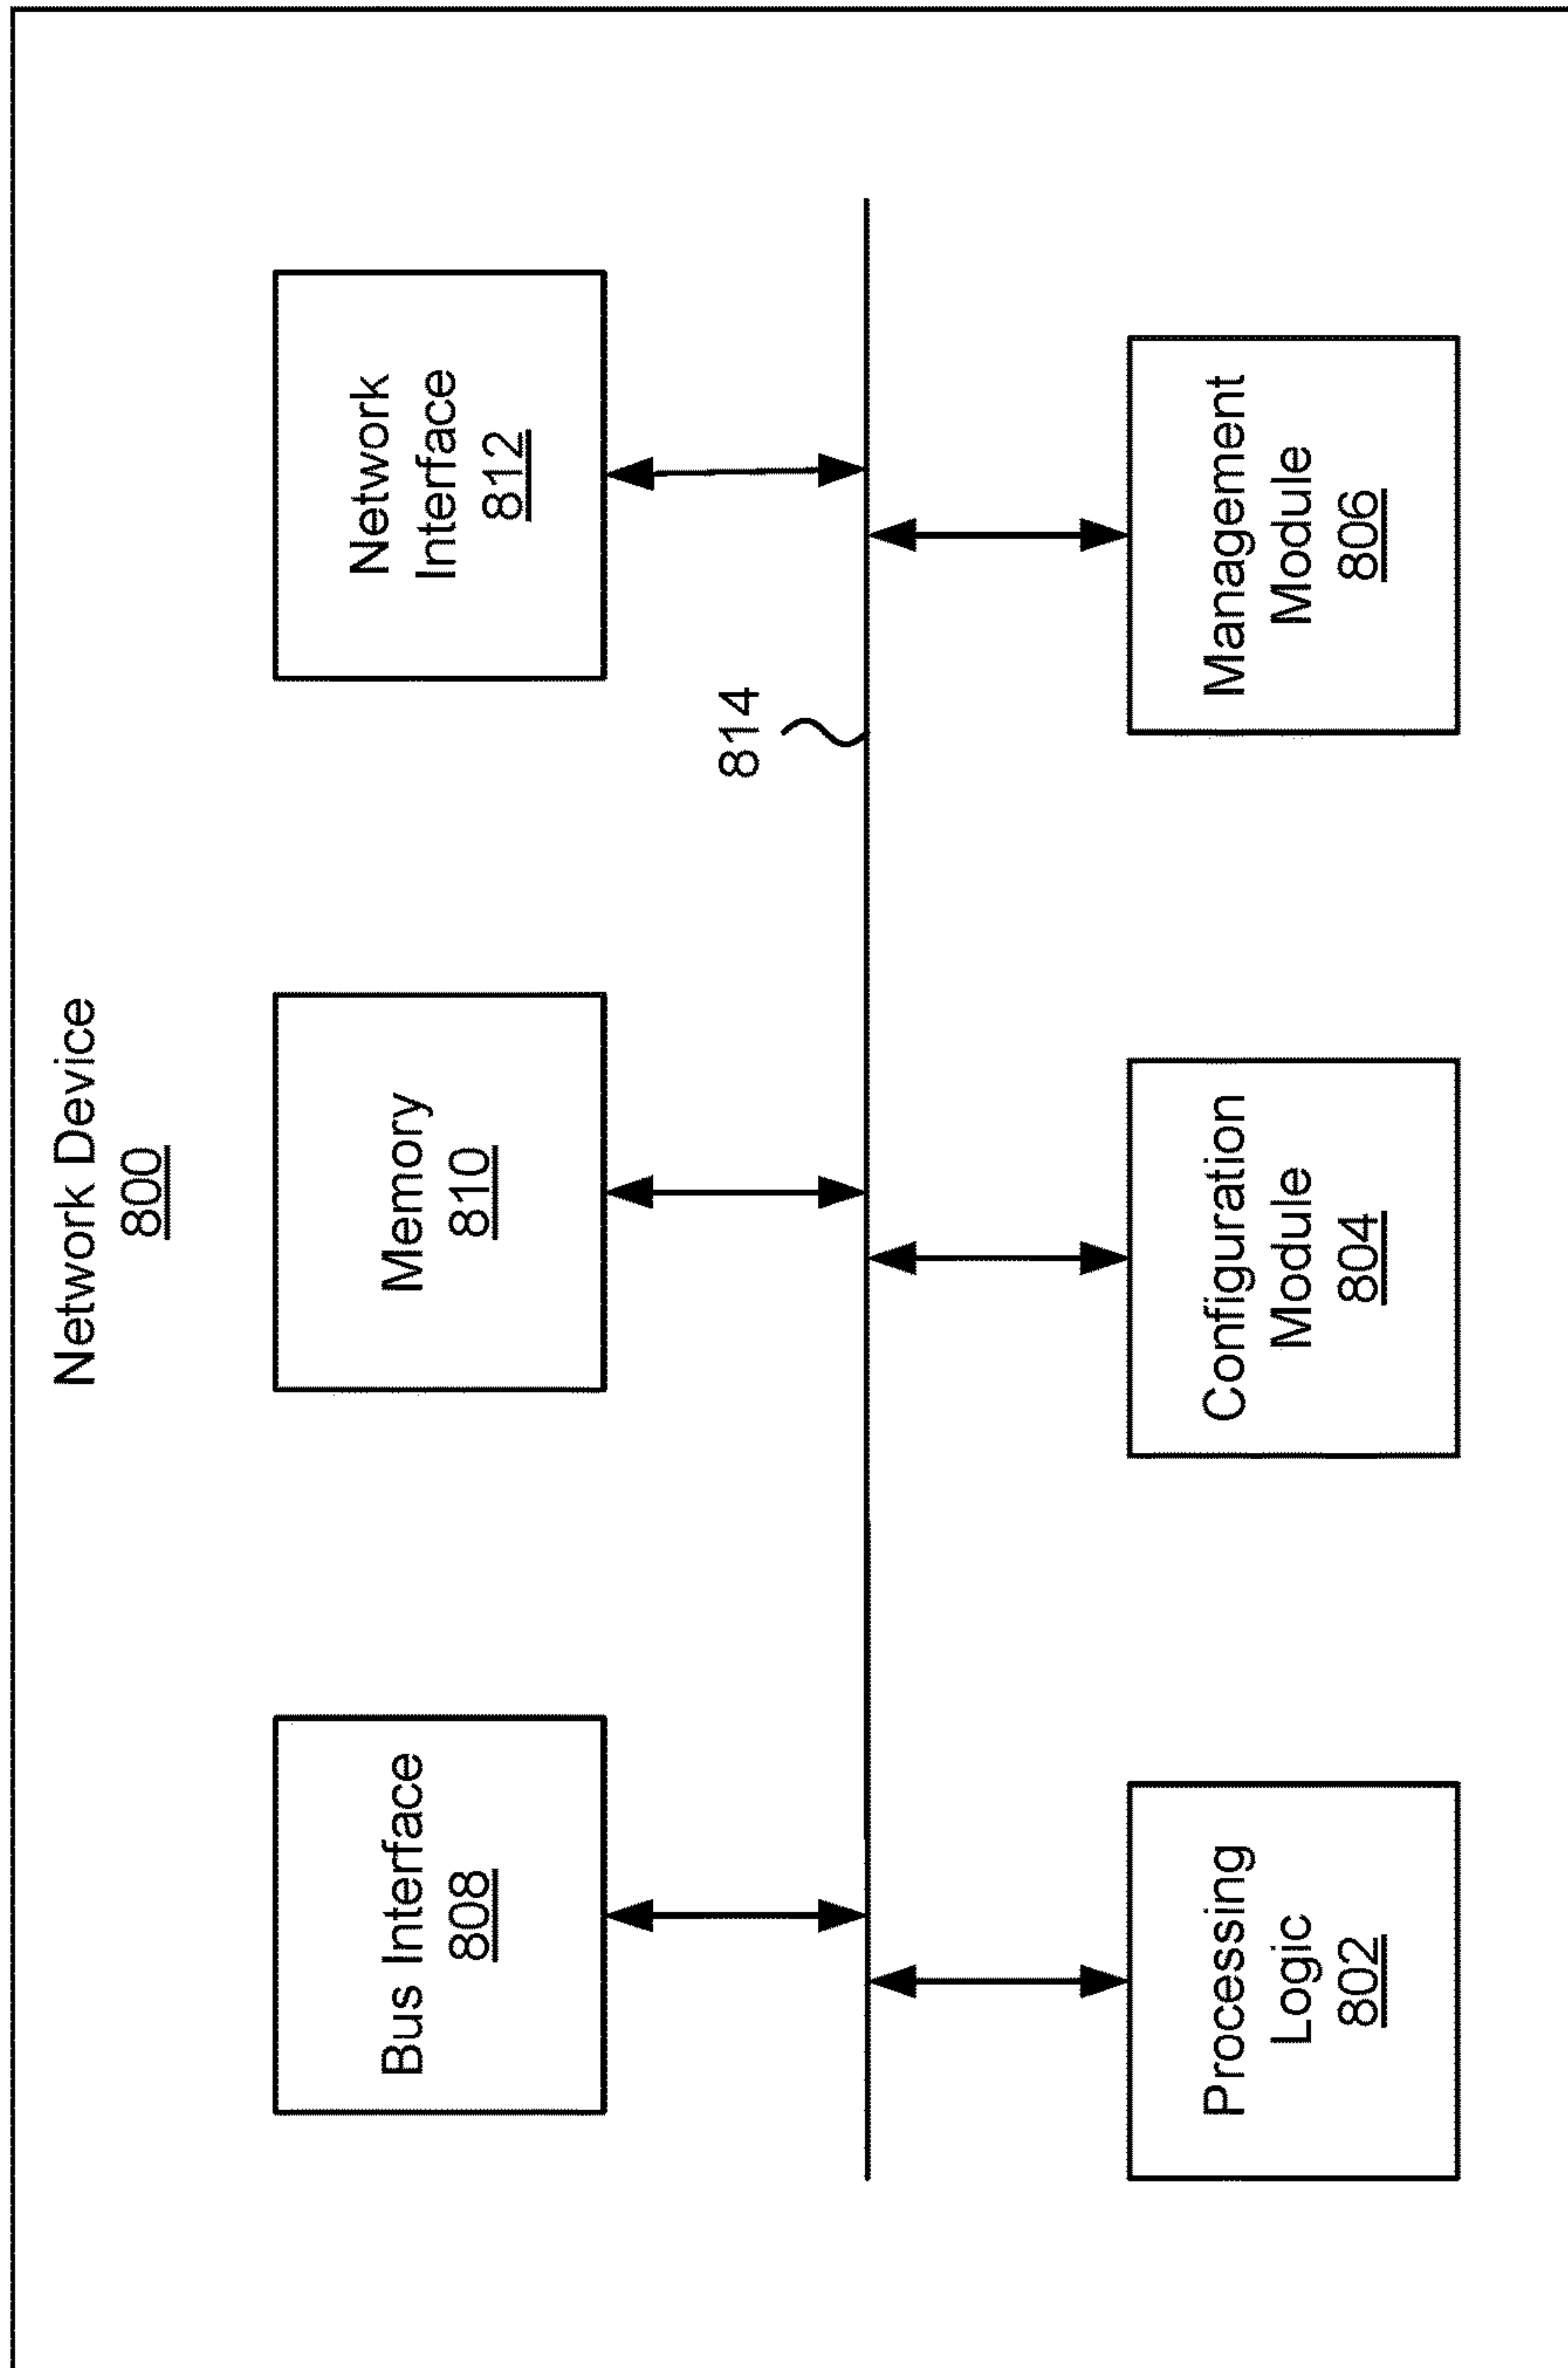 Network Device
800
Bus Interface
808
Memory
810
Network
Interface
812
814
Processing
Logic
802
Configuration
Module
804
Management
Module
806